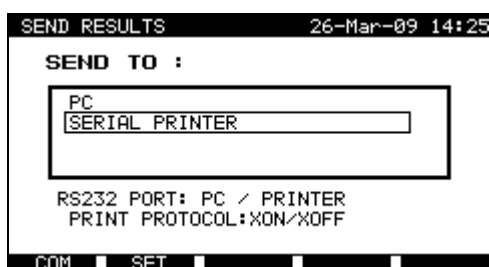 SEND RESULTS 26-Mar-09 14:25
SEND TO :
PC
SERIAL PRINTER
RS232 PORT: PC / PRINTER
PRINT PROTOCOL:XON/XOFF
COM SET